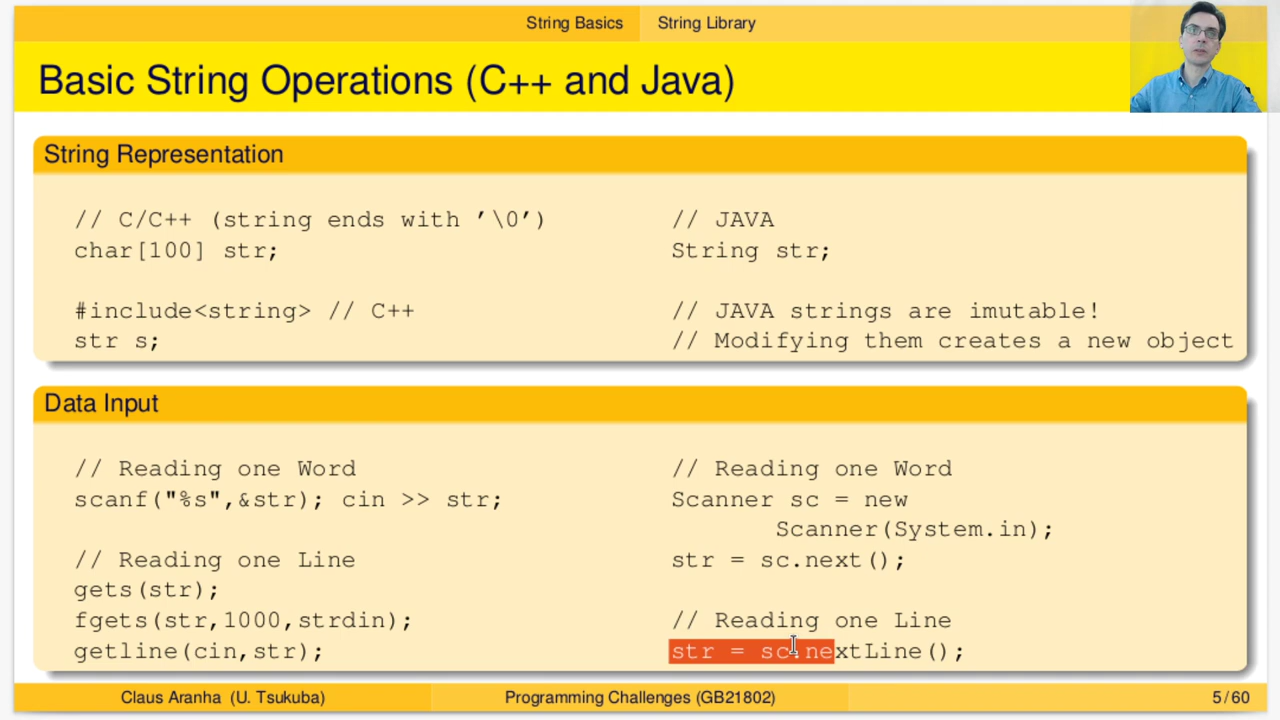 String Basics String Library
Basic String Operations (C++ and Java)
String Representation
// C/C++ (string ends with '\0')
char[100] str;
#include<string> // C++
str s;
// JAVA
String str;
// JAVA strings are imutable!
// Modifying them creates a new object
Data Input
// Reading one Word
scanf("%s",&str); cin >> str;
// Reading one Line
gets(str);
fgets(str,1000,strdin);
getline(cin,str);
// Reading one Word
Scanner sc = new
Scanner(System.in);
str = sc.next();
// Reading one Line
str = sc.nextLine();
Claus Aranha (U. Tsukuba) Programming Challenges (GB21802) 5/60